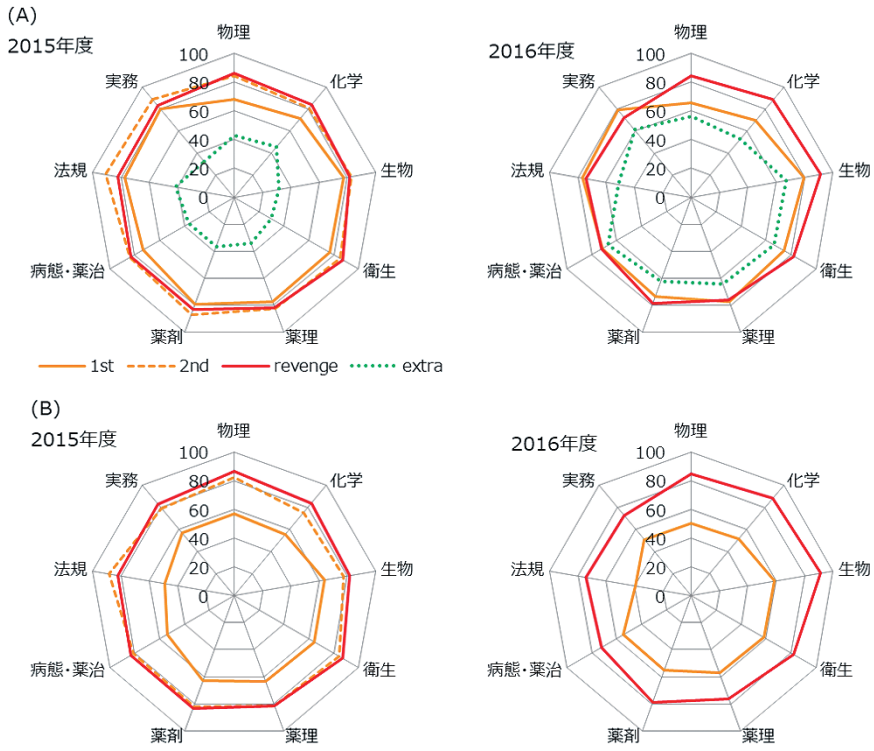 (A)
2015年度
物理
100
80
60
40
20
0
化学
生物
衛生
薬理
薬剤
病態・薬治
法規
実務
2016年度
物理
100
80
60
40
20
0
化学
生物
衛生
薬理
薬剤
病態・薬治
法規
実務
1st 2nd revenge extra
(B)
2015年度
物理
100
80
60
40
20
0
化学
生物
衛生
薬理
薬剤
病態・薬治
法規
実務
2016年度
物理
100
80
60
40
20
0
化学
生物
衛生
薬理
薬剤
病態・薬治
法規
実務